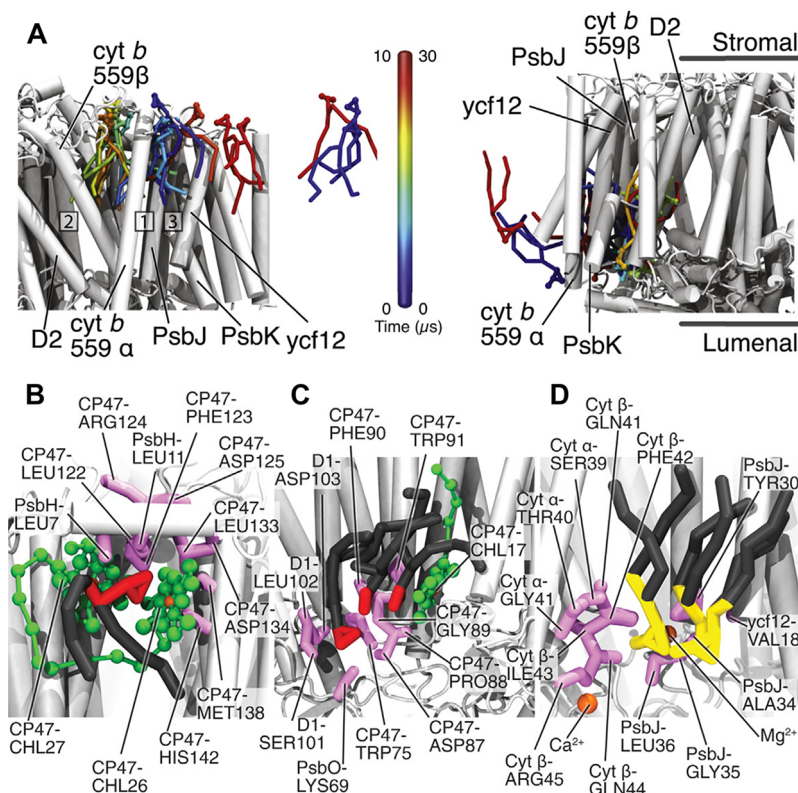 A
cyt b
559β
2
1
3
D2
cyt b
559 α
PsbJ
PsbK
ycf12
10
30
0
0
Time (µs)
cyt b
559β
D2
PsbJ
ycf12
Stromal
cyt b
559 α
PsbK
Lumenal
B
CP47-
ARG124
CP47-
PHE123
CP47-
LEU122
PsbH-
LEU11
CP47-
ASP125
PsbH-
LEU7
CP47-
LEU133
CP47-
ASP134
CP47-
MET138
CP47-
CHL27
CP47-
CHL26
CP47-
HIS142
C
CP47-
PHE90
CP47-
TRP91
D1-
ASP103
CP47-
CHL17
D1-
LEU102
CP47-
GLY89
CP47-
PRO88
D1-
SER101
CP47-
TRP75
CP47-
ASP87
PsbO-
LYS69
D
Cyt β-
GLN41
Cyt α-
SER39
Cyt β-
PHE42
PsbJ-
TYR30
Cyt α-
THR40
Cyt α-
GLY41
ycf12-
VAL18
Cyt β-
ILE43
PsbJ-
ALA34
Ca²⁺
PsbJ-
LEU36
Mg²⁺
Cyt β-
ARG45
Cyt β-
GLN44
PsbJ-
GLY35